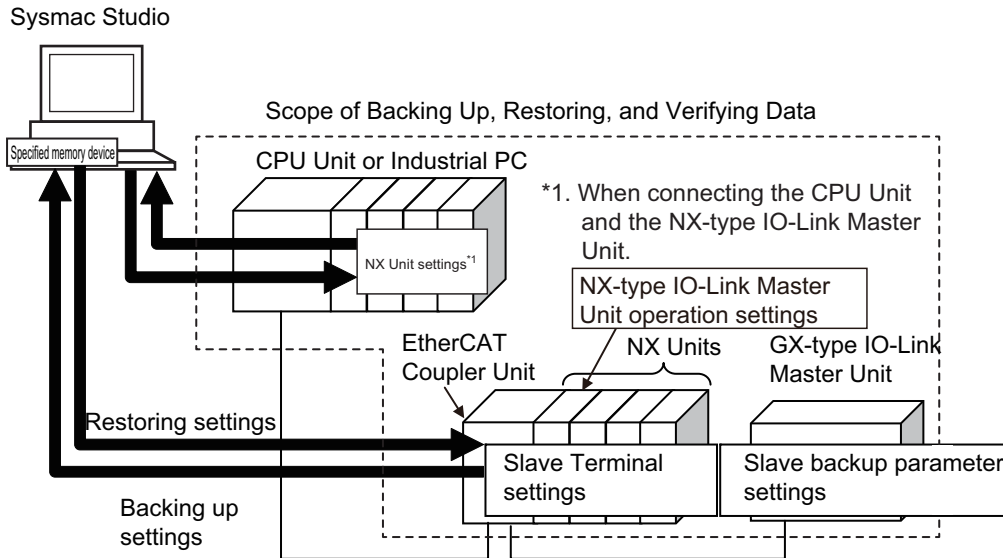 Sysmac Studio
Specified memory device
Scope of Backing Up, Restoring, and Verifying Data
CPU Unit or Industrial PC
NX Unit settings*1
*1. When connecting the CPU Unit
and the NX-type IO-Link Master
Unit.
NX-type IO-Link Master
Unit operation settings
EtherCAT
Coupler Unit
NX Units
GX-type IO-Link
Master Unit
Restoring settings
Slave Terminal
settings
Slave backup parameter
settings
Backing up
settings